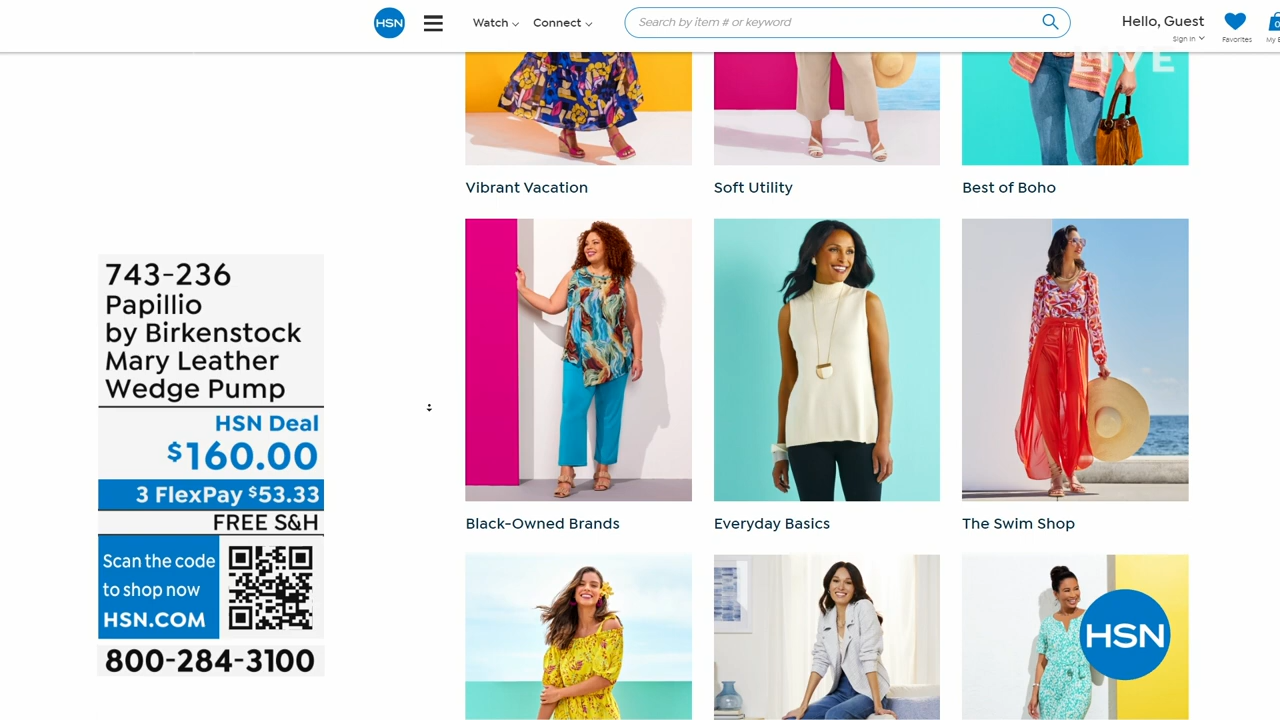 HSN
Watch
Connect
Search by item # or keyword
Hello, Guest
Sign In
Favorites
0
My
LIVE
Vibrant Vacation
Soft Utility
Best of Boho
743-236
Papillio
by Birkenstock
Mary Leather
Wedge Pump
HSN Deal
$160.00
3 FlexPay $53.33
FREE S&H
Scan the code
to shop now
HSN.COM
800-284-3100
Black-Owned Brands
Everyday Basics
The Swim Shop
HSN